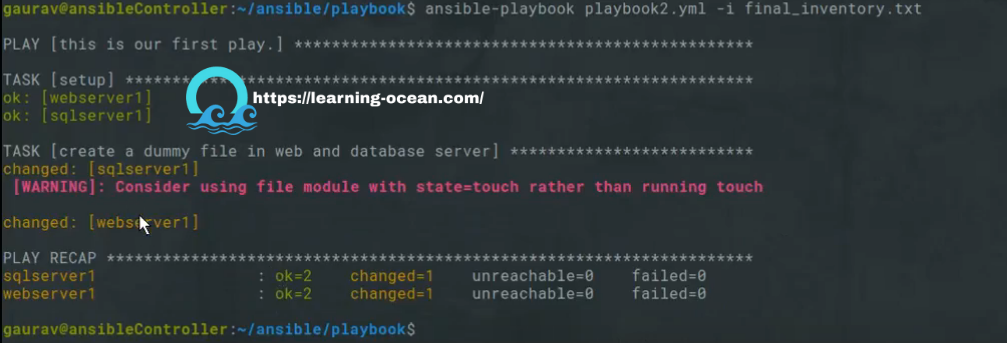 gaurav@ansibleController:~/ansible/playbook$ ansible-playbook playbook2.yml -i final_inventory.txt
PLAY [this is our first play.] **************************************************
TASK [setup] ********************************************************************
ok: [webserver1]
ok: [sqlserver1]
https://learning-ocean.com/
TASK [create a dummy file in web and database server] ***************************
changed: [sqlserver1]
[WARNING]: Consider using file module with state=touch rather than running touch
changed: [webserver1]
PLAY RECAP **********************************************************************
sqlserver1 : ok=2 changed=1 unreachable=0 failed=0
webserver1 : ok=2 changed=1 unreachable=0 failed=0
gaurav@ansibleController:~/ansible/playbook$